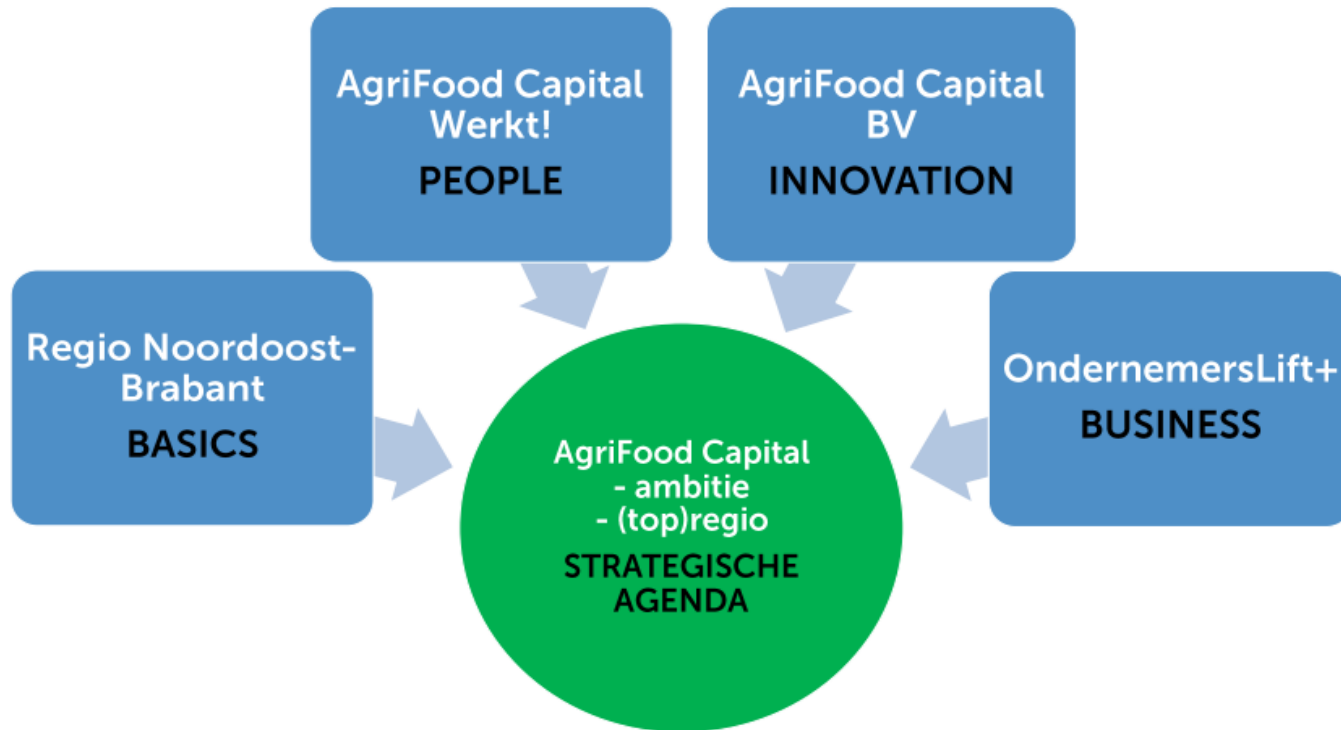 AgriFood Capital
Werkt!
PEOPLE
AgriFood Capital
BV
INNOVATION
Regio Noordoost-
Brabant
BASICS
OndernemersLift+
BUSINESS
AgriFood Capital
- ambitie
- (top)regio
STRATEGISCHE
AGENDA